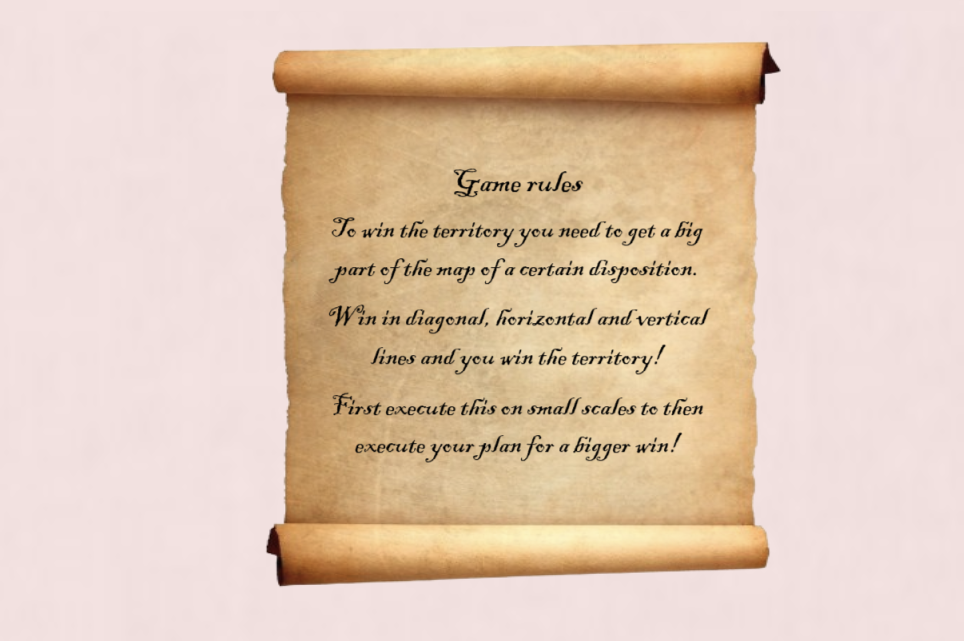 Game rules
To win the territory you need to get a big
part of the map of a certain disposition.
Win in diagonal, horizontal and vertical
lines and you win the territory!
First execute this on small scales to then
execute your plan for a bigger win!